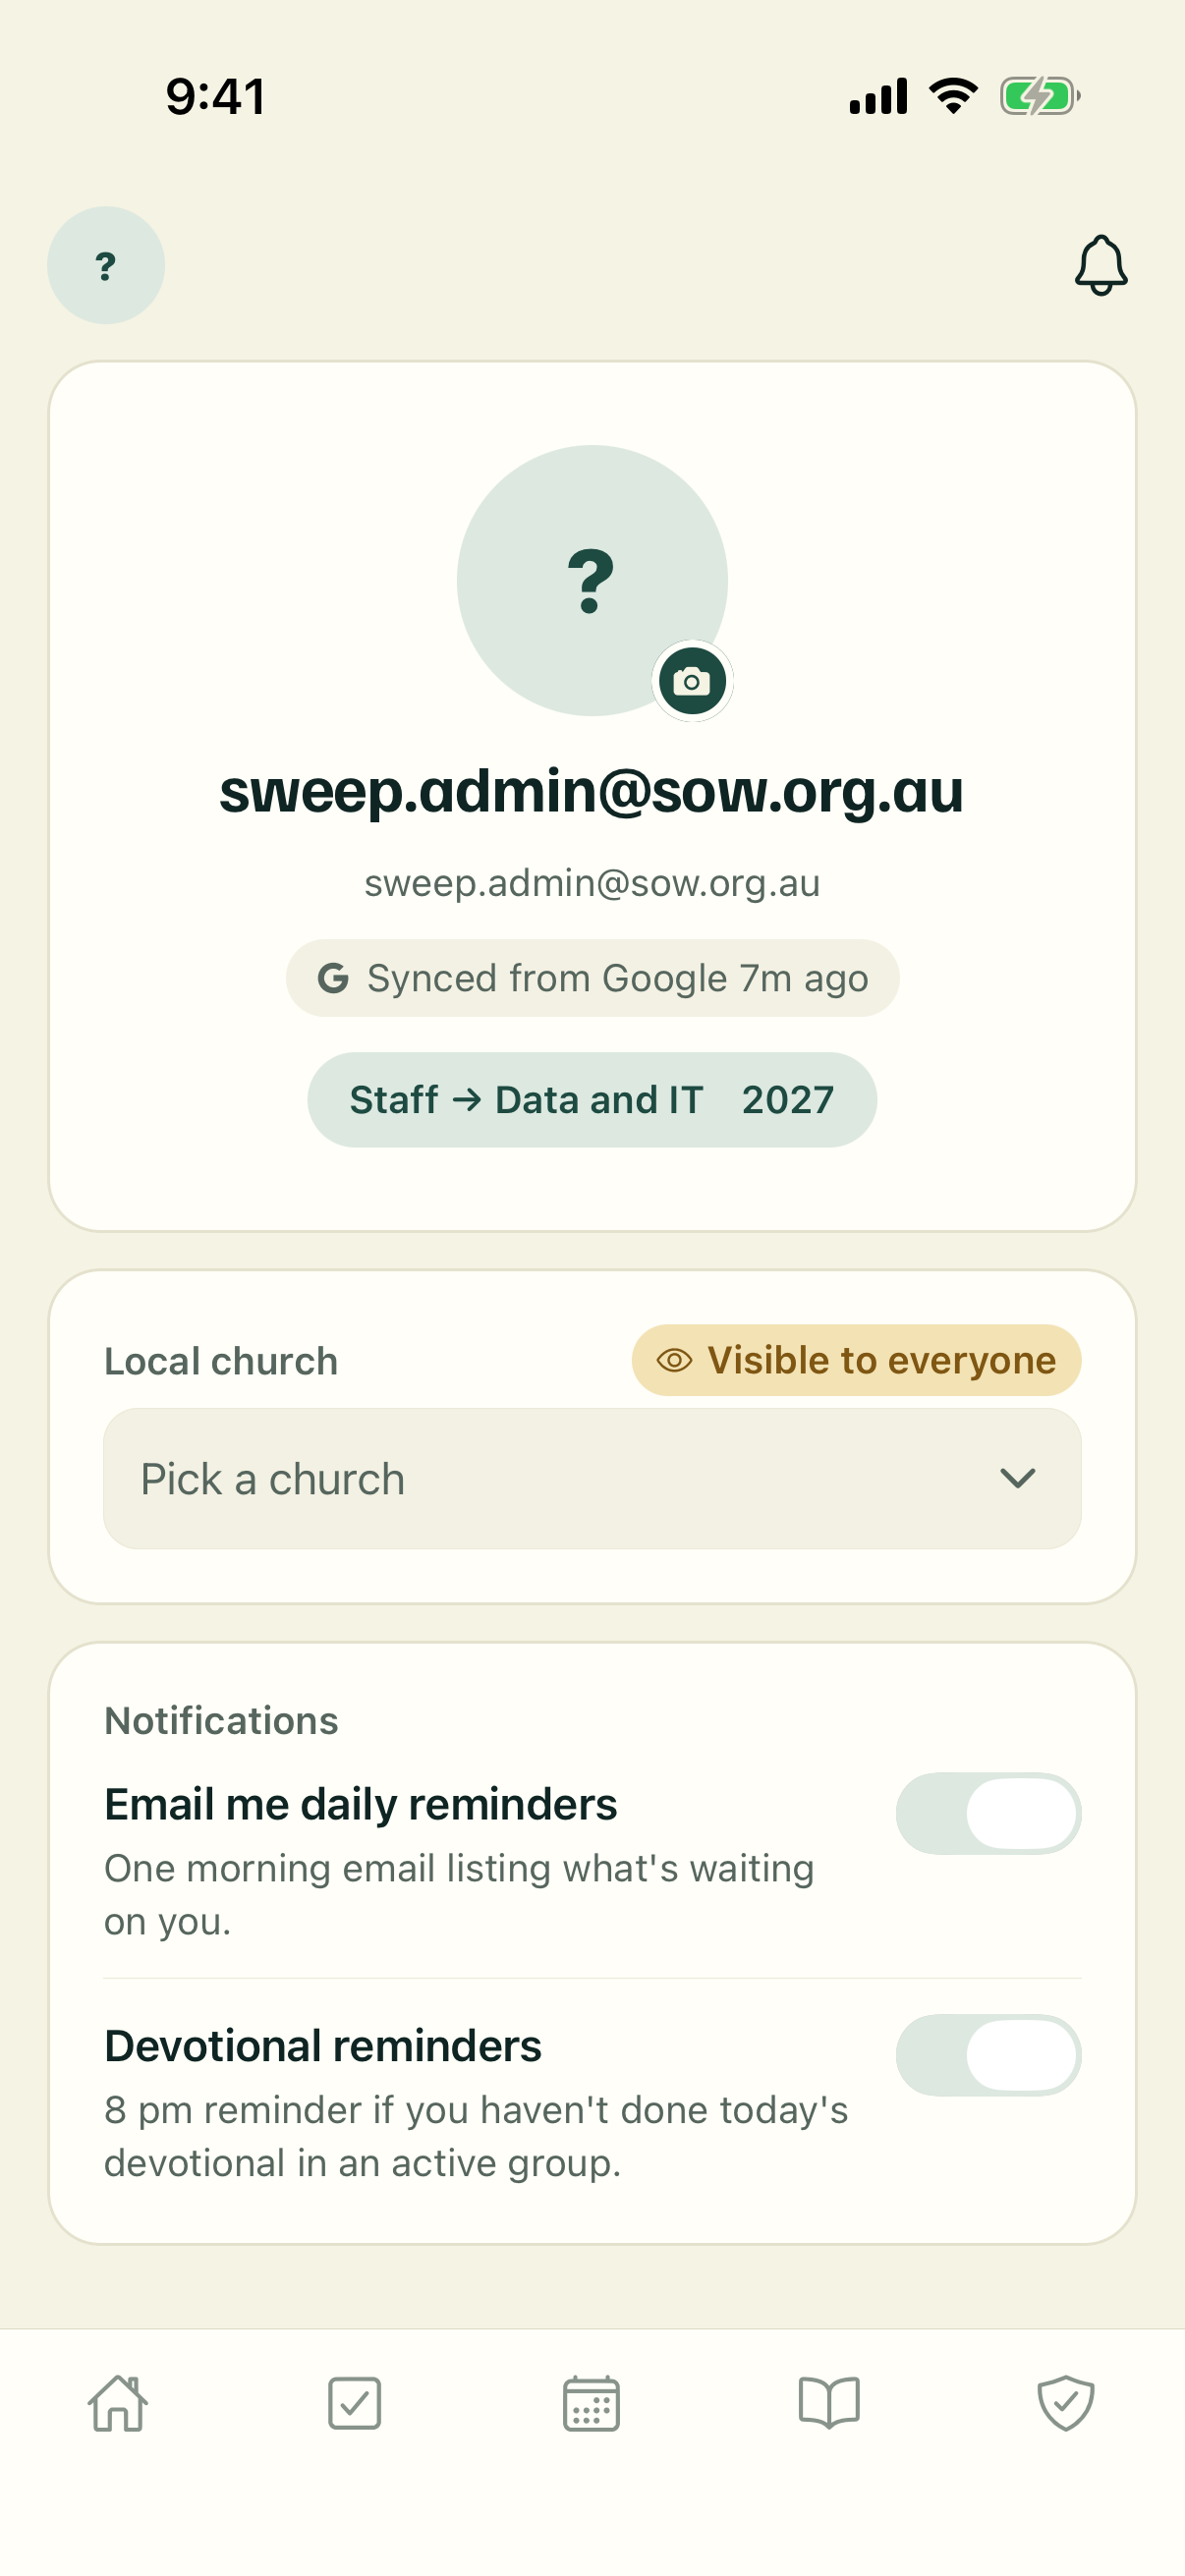 9:41
?
?
sweep.admin@sow.org.au
sweep.admin@sow.org.au
G Synced from Google 7m ago
Staff → Data and IT 2027
Local church
Visible to everyone
Pick a church
Notifications
Email me daily reminders
One morning email listing what's waiting
on you.
Devotional reminders
8 pm reminder if you haven't done today's
devotional in an active group.